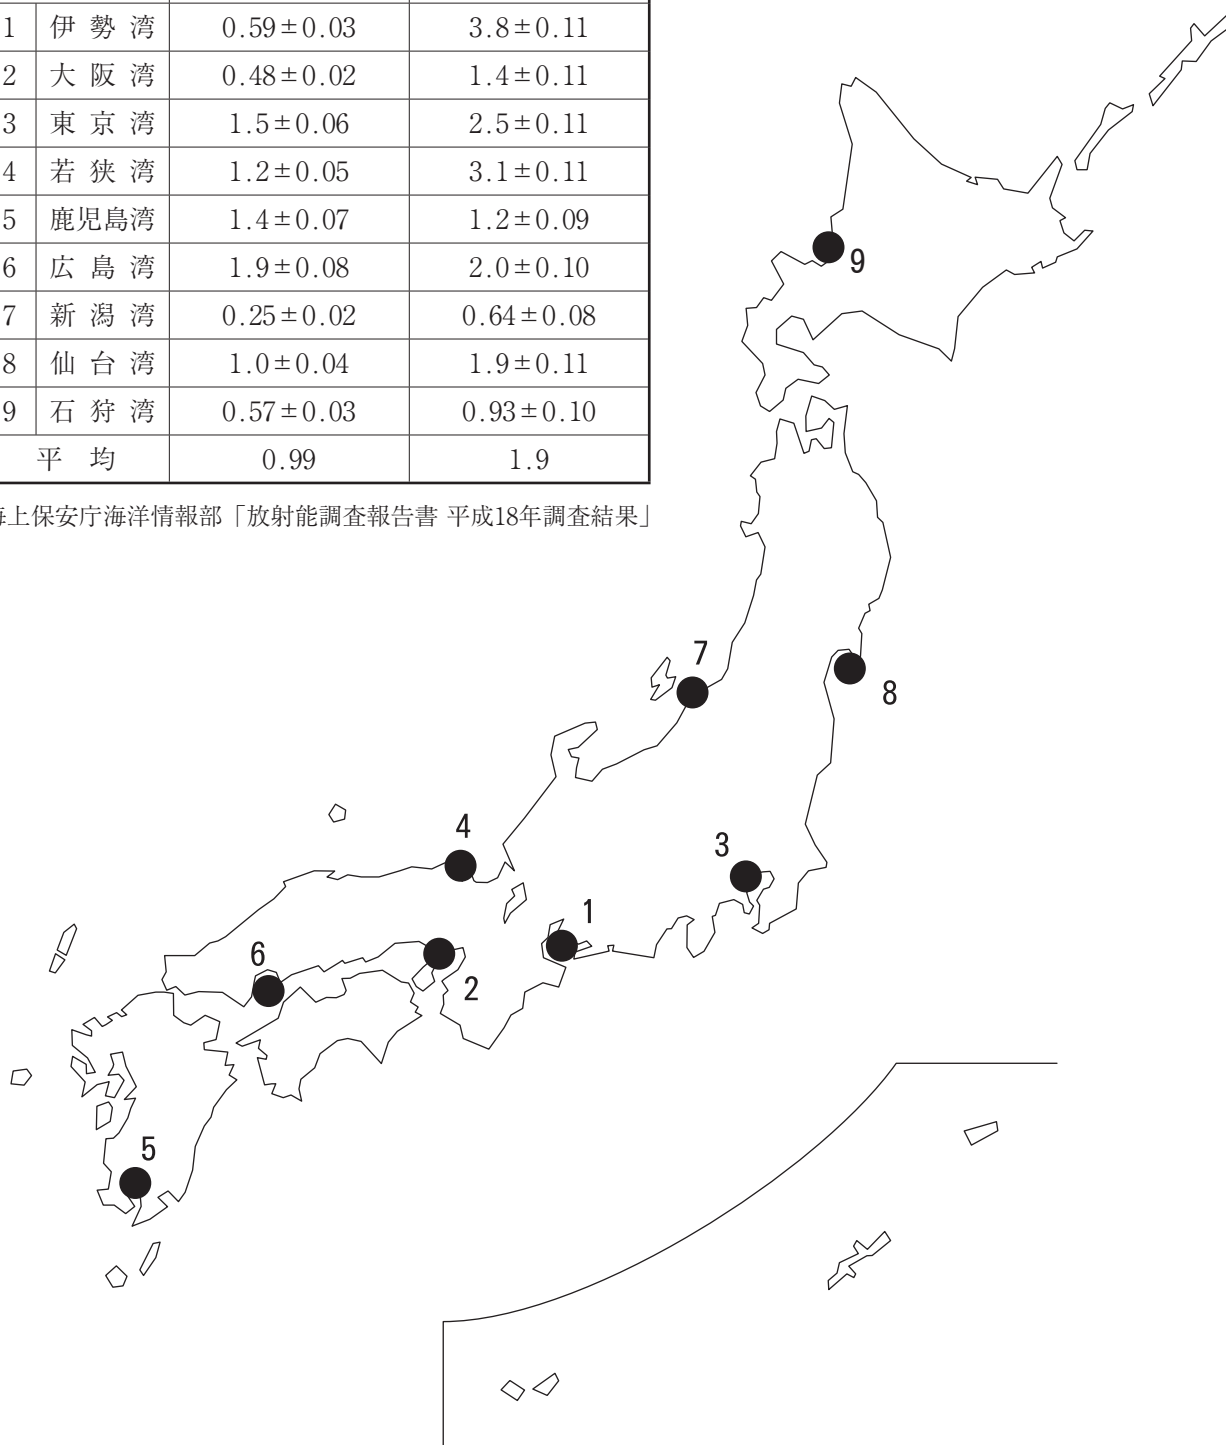 1 伊勢湾 0.59±0.03 3.8±0.11
2 大阪湾 0.48±0.02 1.4±0.11
3 東京湾 1.5±0.06 2.5±0.11
4 若狭湾 1.2±0.05 3.1±0.11
5 鹿児島湾 1.4±0.07 1.2±0.09
6 広島湾 1.9±0.08 2.0±0.10
7 新潟湾 0.25±0.02 0.64±0.08
8 仙台湾 1.0±0.04 1.9±0.11
9 石狩湾 0.57±0.03 0.93±0.10
平均 0.99 1.9
海上保安庁海洋情報部「放射能調査報告書 平成18年調査結果」
9
7
8
4
3
1
6
2
5